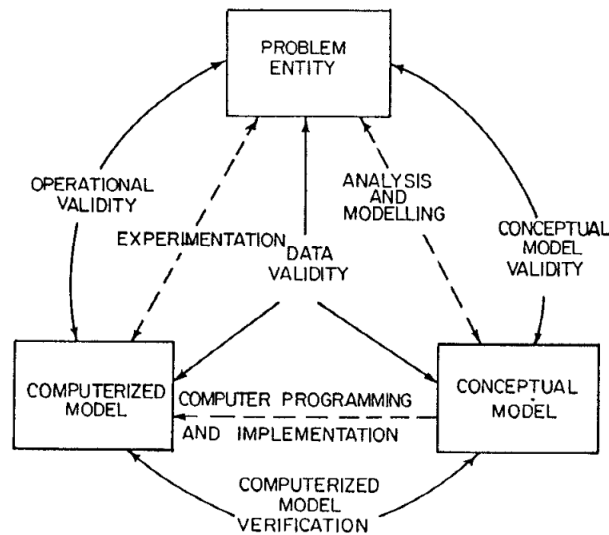 PROBLEM
ENTITY
OPERATIONAL
VALIDITY
ANALYSIS
AND
MODELLING
EXPERIMENTATION
DATA
VALIDITY
CONCEPTUAL
MODEL
VALIDITY
COMPUTERIZED
MODEL
COMPUTER PROGRAMMING
AND IMPLEMENTATION
CONCEPTUAL
MODEL
COMPUTERIZED
MODEL
VERIFICATION